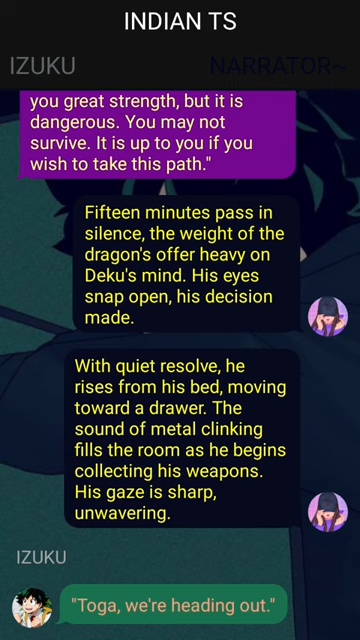 INDIAN TS
IZUKU
NARRATOR~
you great strength, but it is
dangerous. You may not
survive. It is up to you if you
wish to take this path."
Fifteen minutes pass in
silence, the weight of the
dragon's offer heavy on
Deku's mind. His eyes
snap open, his decision
made.
With quiet resolve, he
rises from his bed, moving
toward a drawer. The
sound of metal clinking
fills the room as he begins
collecting his weapons.
His gaze is sharp,
unwavering.
IZUKU
"Toga, we're heading out."